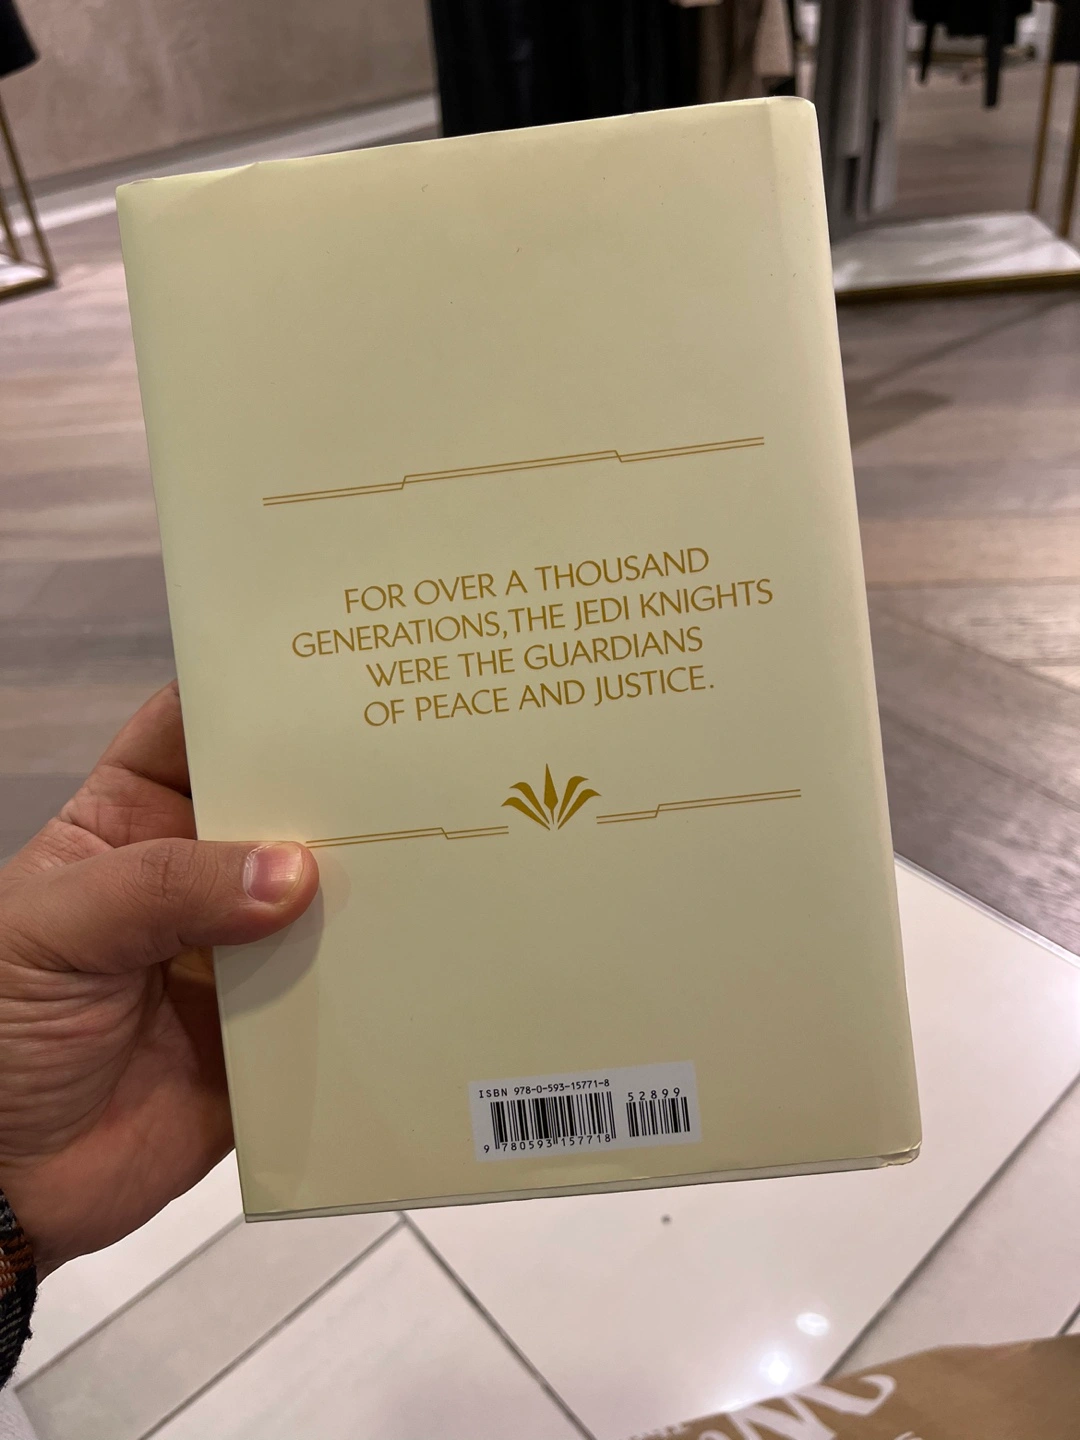 FOR OVER A THOUSAND
GENERATIONS, THE JEDI KNIGHTS
WERE THE GUARDIANS
OF PEACE AND JUSTICE.
ISBN 978-0-593-15771-8
52899
9 780593 157718